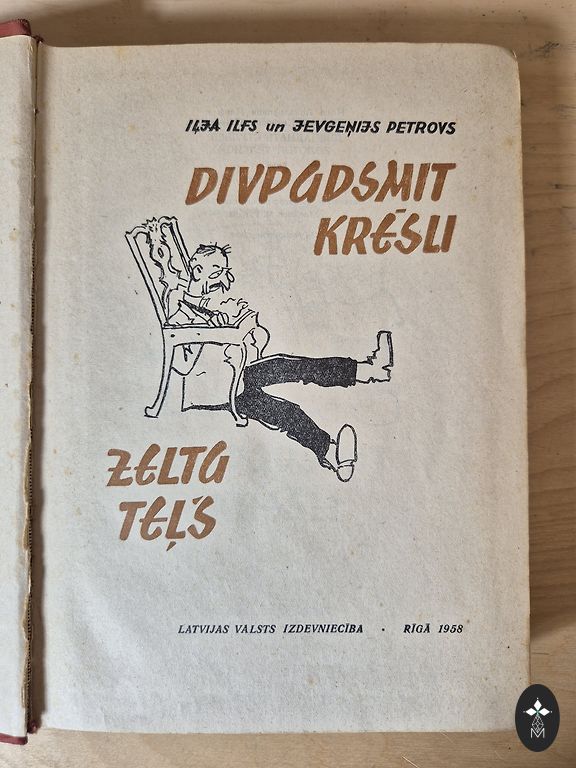 IĻJA ILFS un JEVGEŅIJS PETROVS
DIVPADSMIT
KRĒSLI
ZELTA
TEĻŠ
LATVIJAS VALSTS IZDEVNIECĪBA • RĪGĀ 1958
M